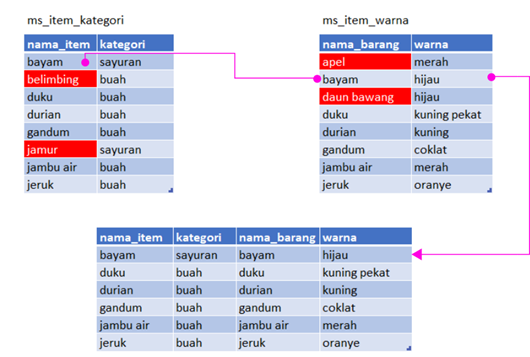 ms_item_kategori
nama_item kategori
bayam sayuran
belimbing buah
duku buah
durian buah
gandum buah
jamur sayuran
jambu air buah
jeruk buah
ms_item_warna
nama_barang warna
apel merah
bayam hijau
daun bawang hijau
duku kuning pekat
durian kuning
gandum coklat
jambu air merah
jeruk oranye
nama_item kategori nama_barang warna
bayam sayuran bayam hijau
duku buah duku kuning pekat
durian buah durian kuning
gandum buah gandum coklat
jambu air buah jambu air merah
jeruk buah jeruk oranye